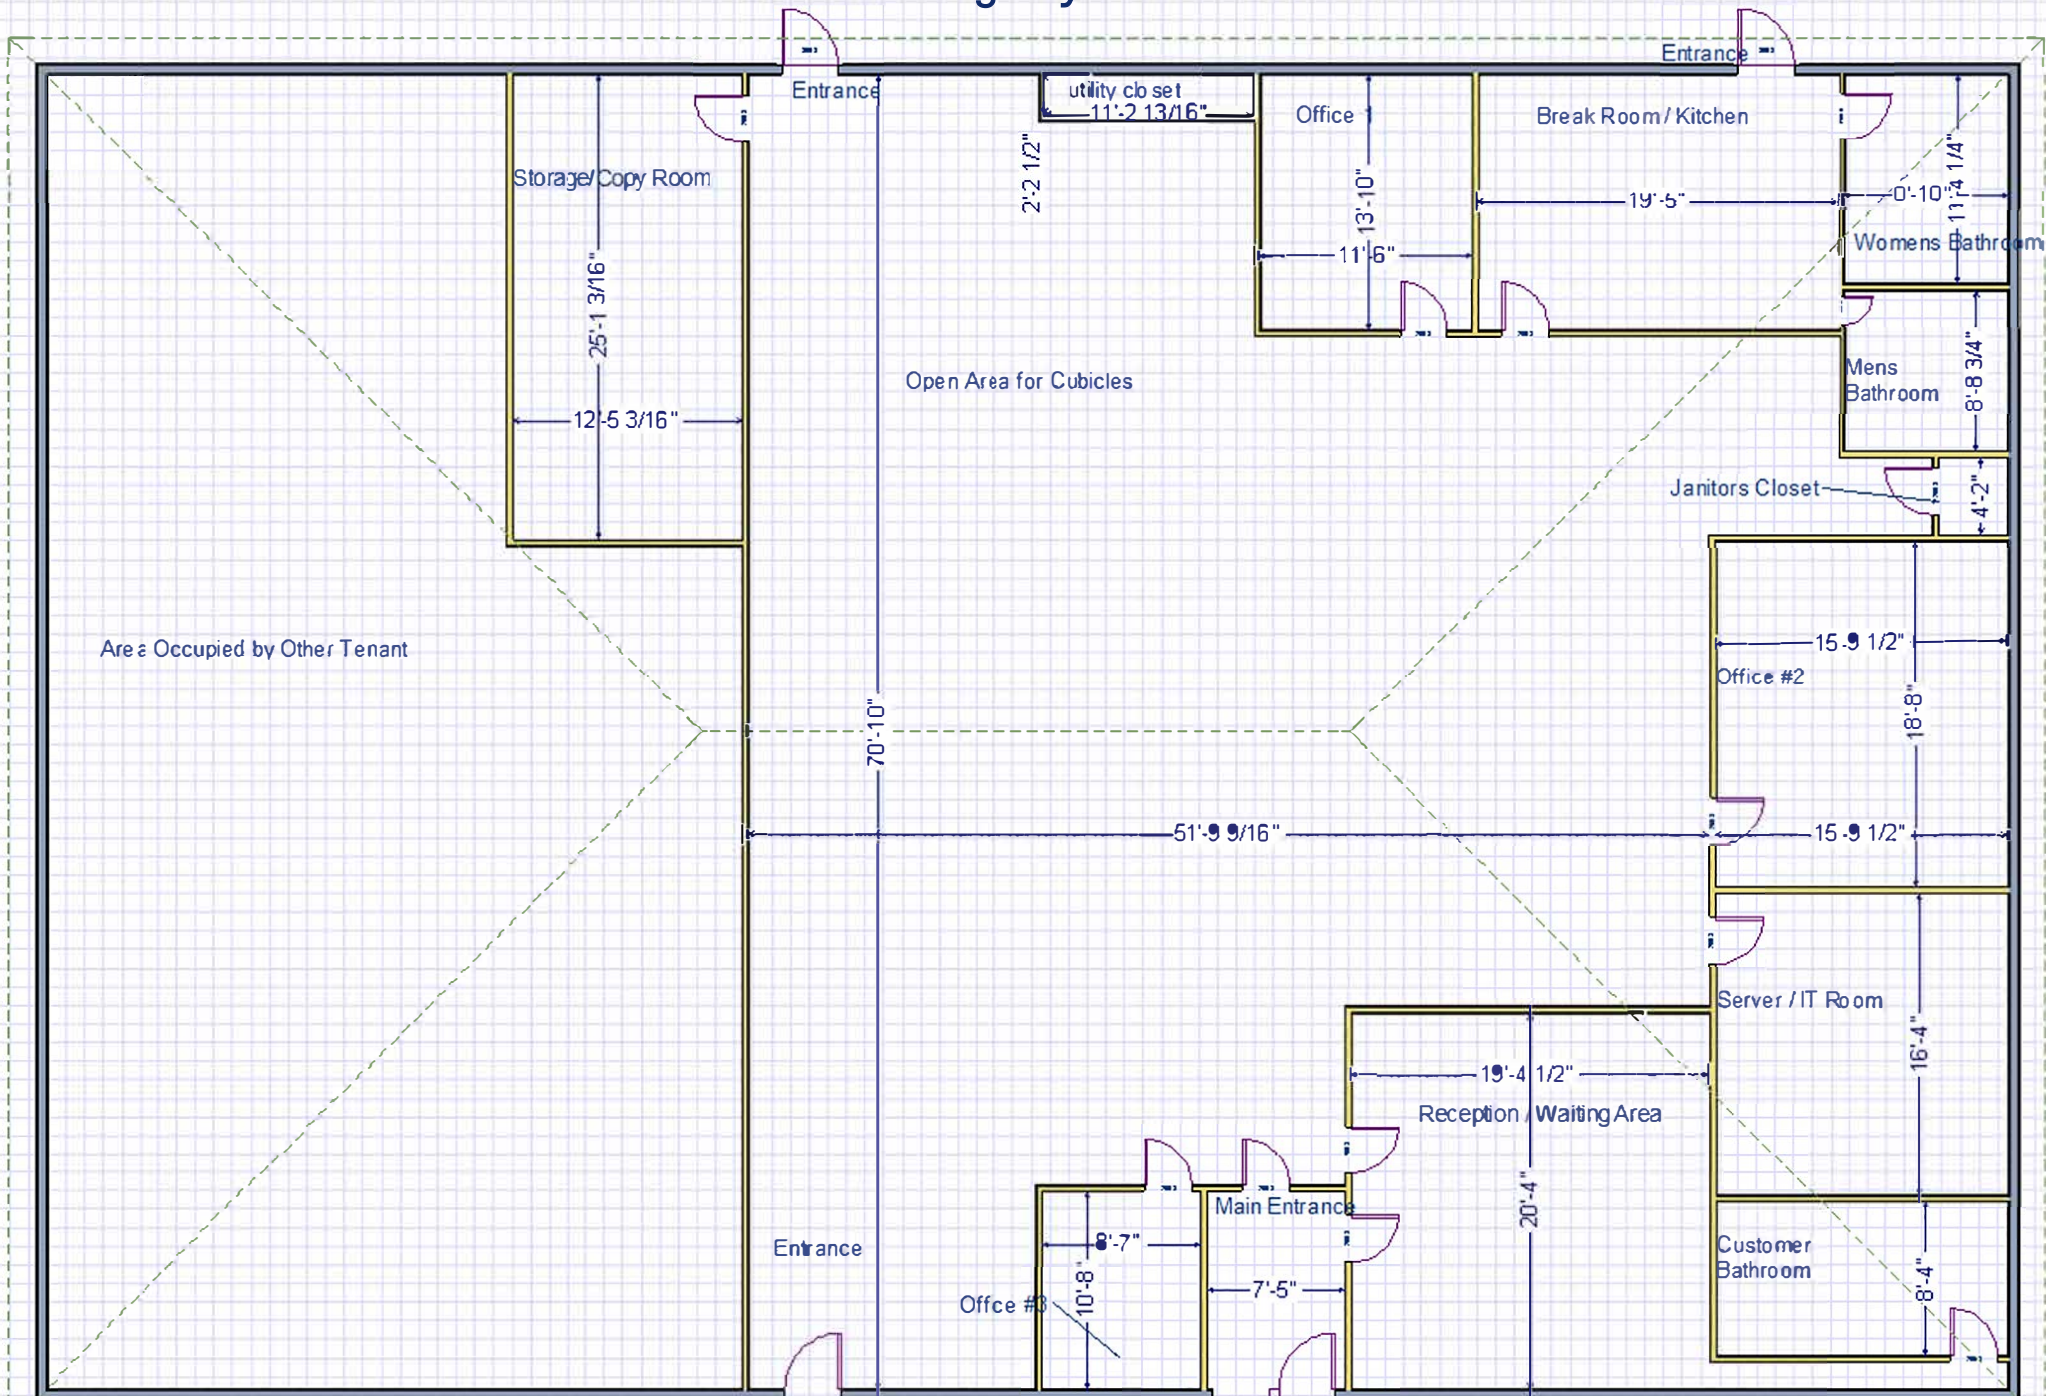 Entrance
Entrance
utility closet
11'-2 13/16"
Office 1
Break Room / Kitchen
Storage/Copy Room
2'-2 1/2"
13'-10"
11'-4 1/4"
19'-5"
0'-10"
Womens Bathroom
11'-6"
25'-1 3/16"
Open Area for Cubicles
Mens
Bathroom
8'-8 3/4"
12'-5 3/16"
Janitors Closet
4'-2"
Area Occupied by Other Tenant
15'-9 1/2"
Office #2
18'-8"
70'-10"
51'-9 9/16"
15'-9 1/2"
Server / IT Room
16'-4"
19'-4 1/2"
Reception / Waiting Area
20'-4"
Main Entrance
Entrance
8'-7"
Customer
Bathroom
8'-4"
7'-5"
10'-8"
Offce #3